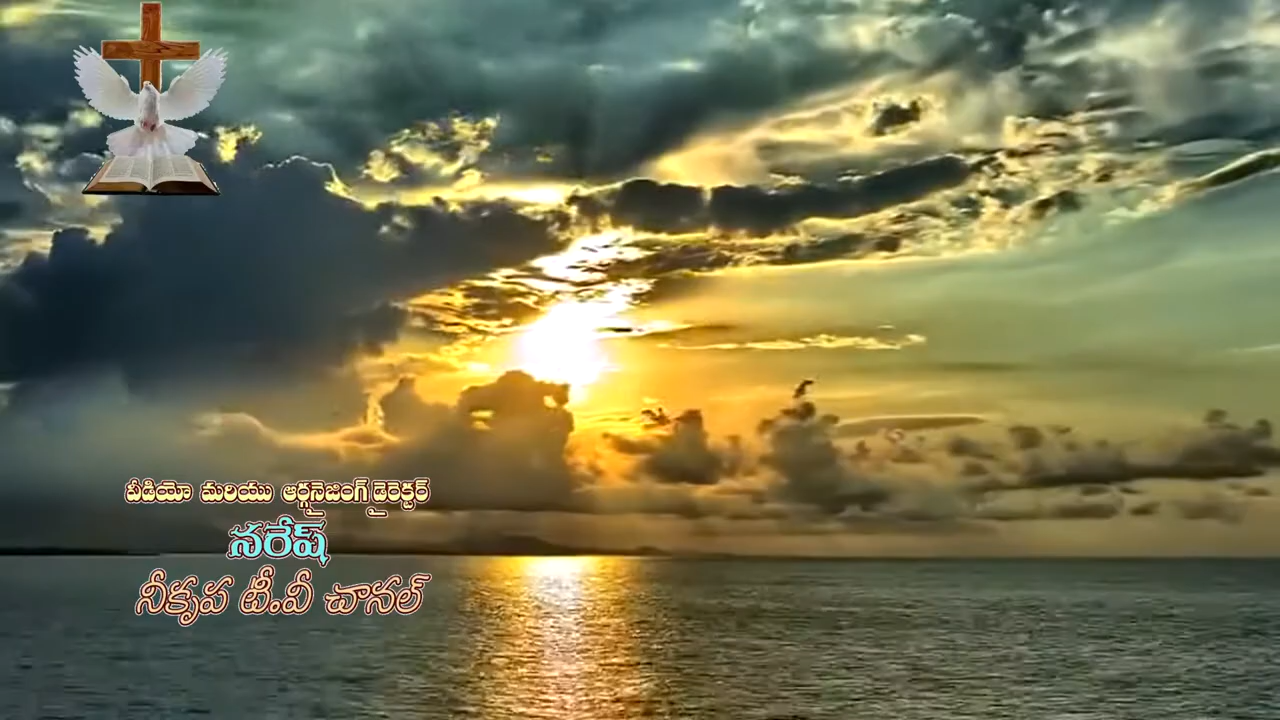 వీడియో మరియు ఆర్గనైజింగ్ డైరెక్టర్
నరేష్
నీకృప టీ.వీ చానల్